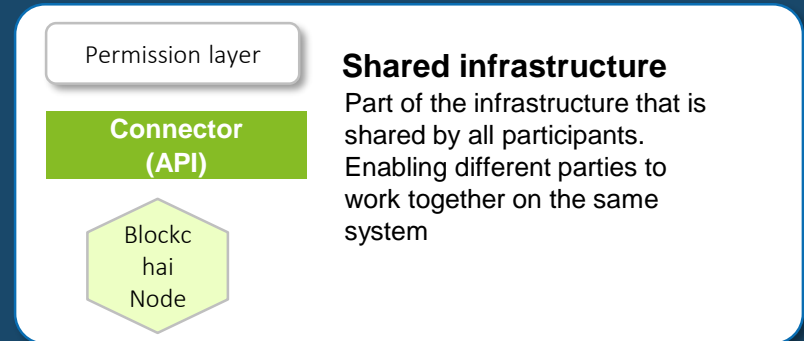 Permission layer
Connector
(API)
Blockc
hai
Node
Shared infrastructure
Part of the infrastructure that is
shared by all participants.
Enabling different parties to
work together on the same
system